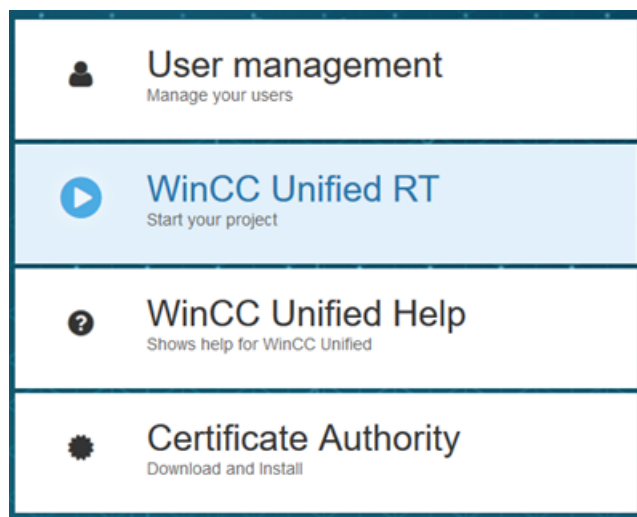 User management
Manage your users
WinCC Unified RT
Start your project
WinCC Unified Help
Shows help for WinCC Unified
Certificate Authority
Download and Install